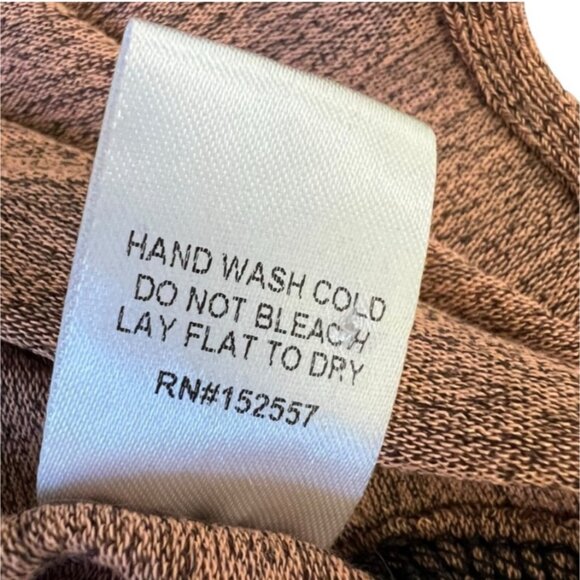 HAND WASH COLD
DO NOT BLEACH
LAY FLAT TO DRY
RN#152557